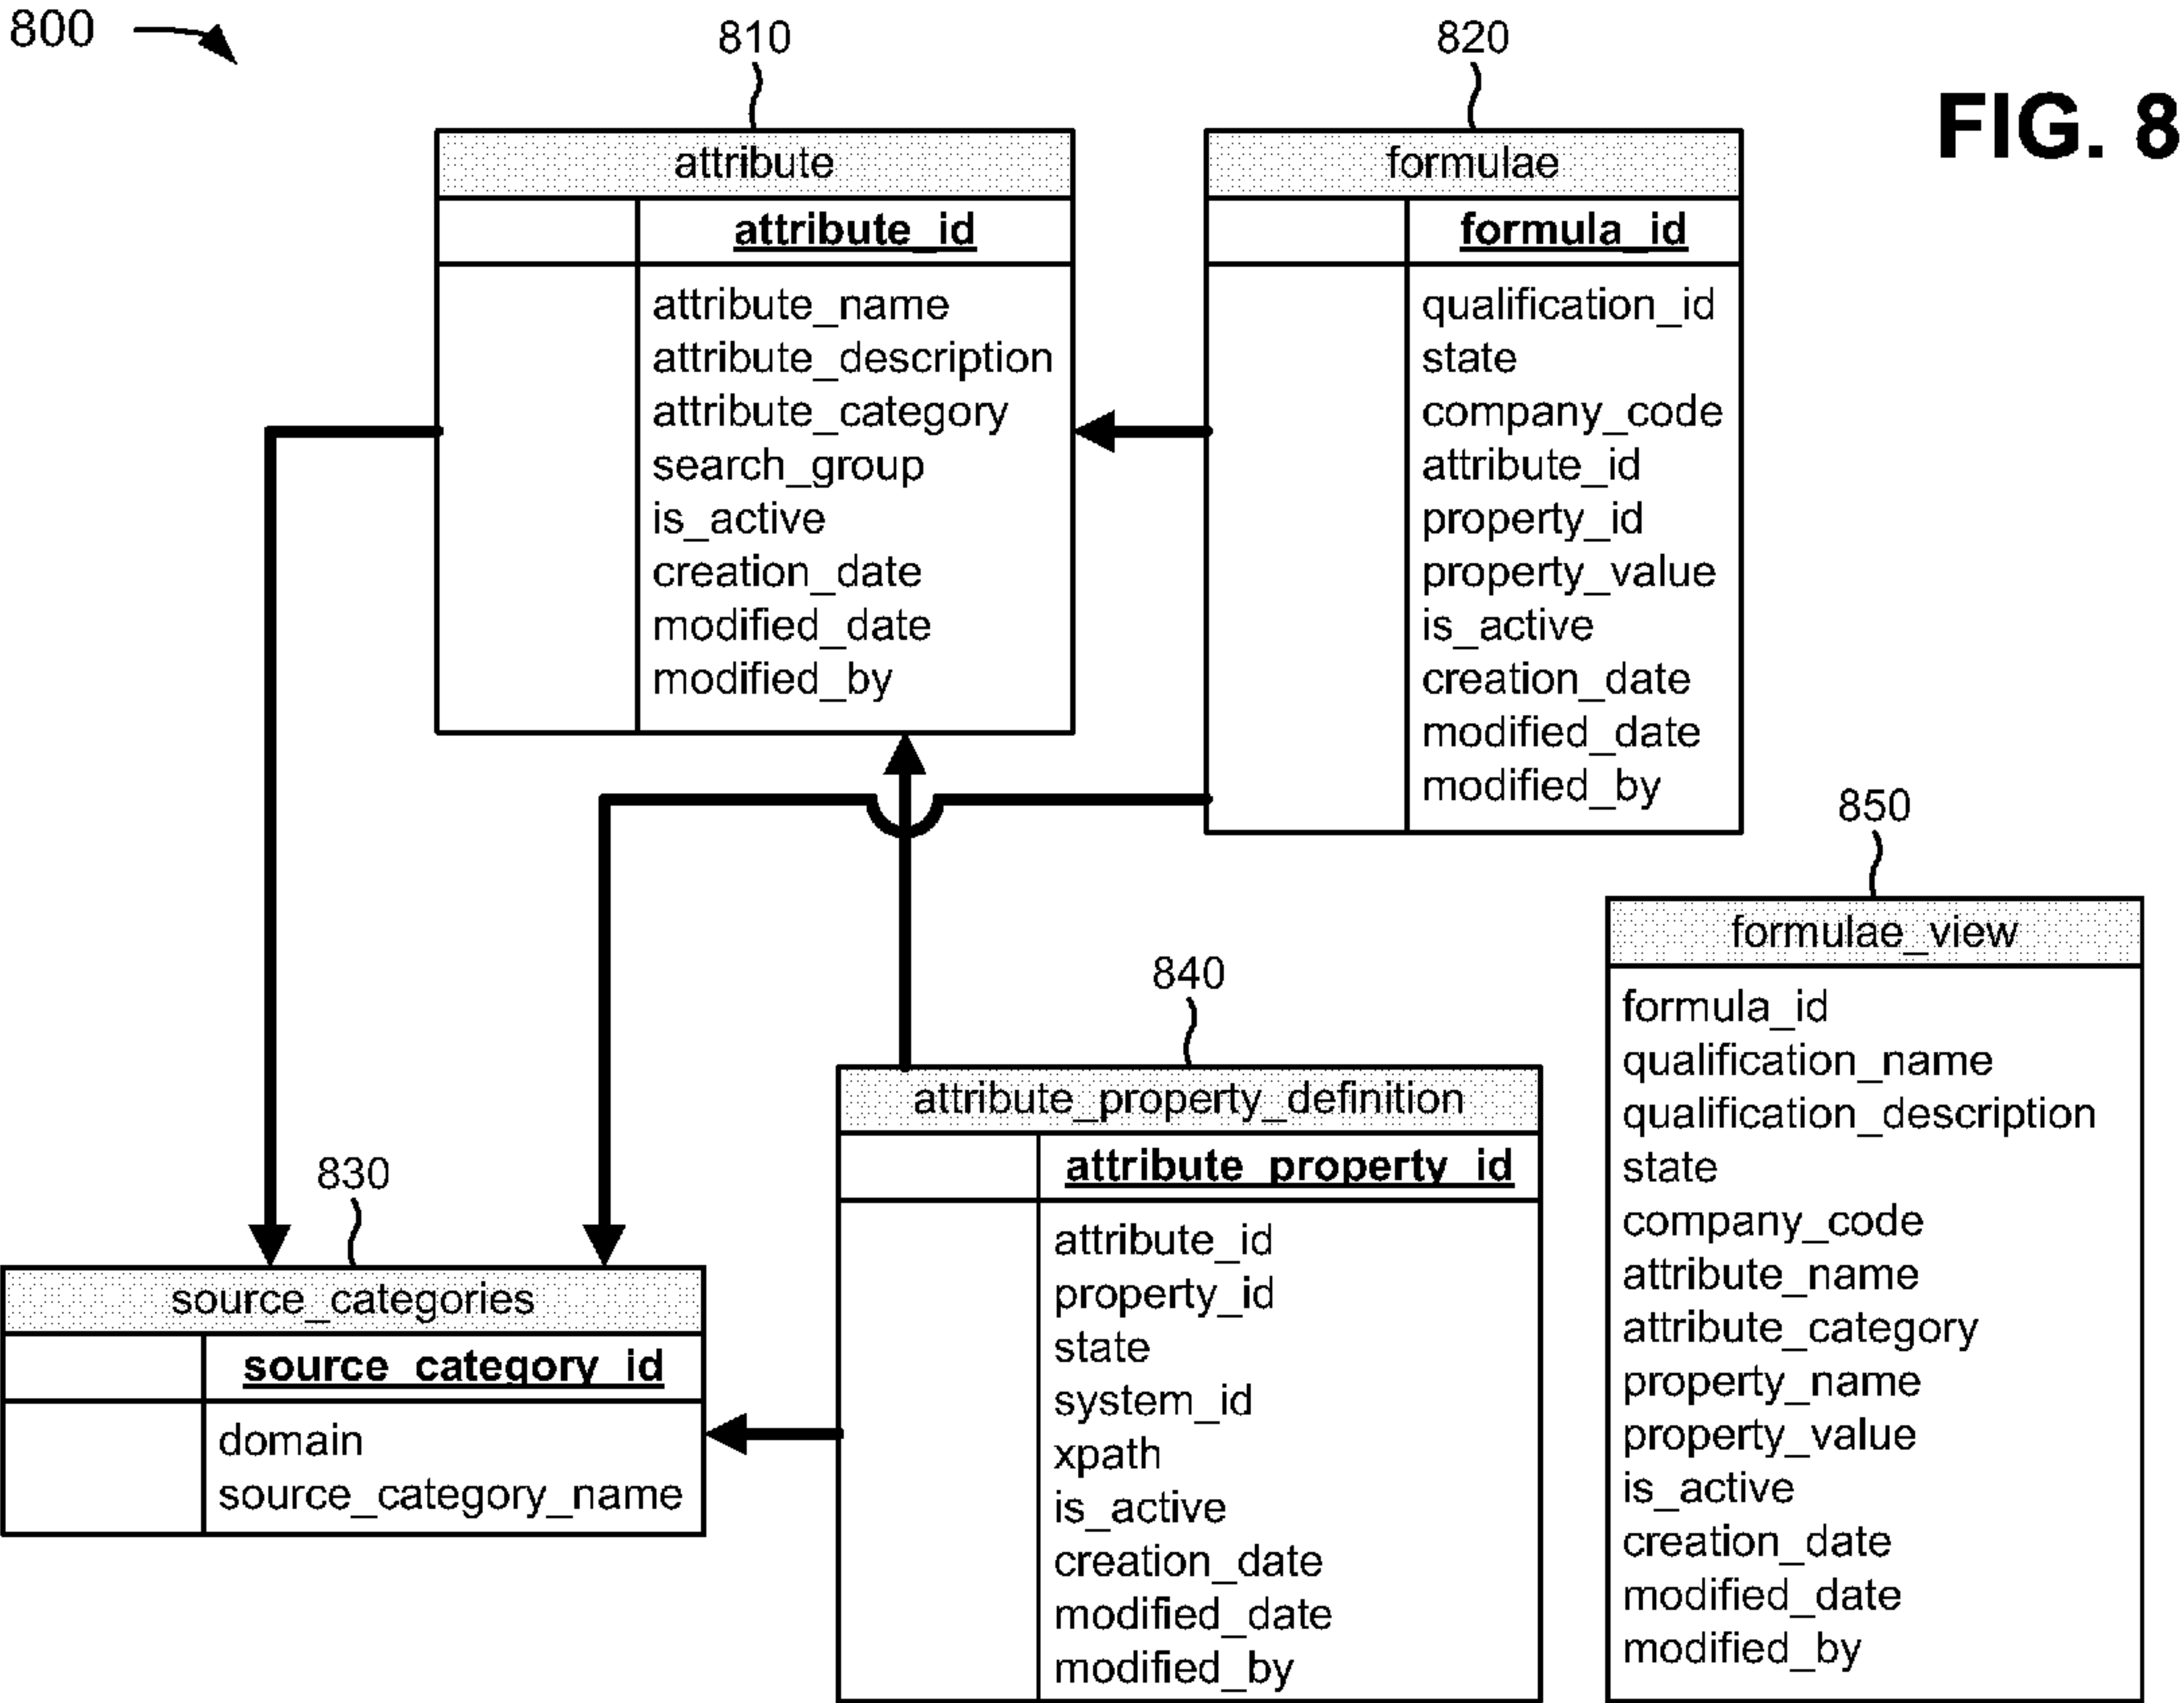 800
810
820
FIG. 8
attribute
attribute_id
attribute_name
attribute_description
attribute_category
search_group
is_active
creation_date
modified_date
modified_by
formulae
formula_id
qualification_id
state
company_code
attribute_id
property_id
property_value
is_active
creation_date
modified_date
modified_by
830
source_categories
source_category_id
domain
source_category_name
840
attribute_property_definition
attribute_property_id
attribute_id
property_id
state
system_id
xpath
is_active
creation_date
modified_date
modified_by
850
formulae_view
formula_id
qualification_name
qualification_description
state
company_code
attribute_name
attribute_category
property_name
property_value
is_active
creation_date
modified_date
modified_by